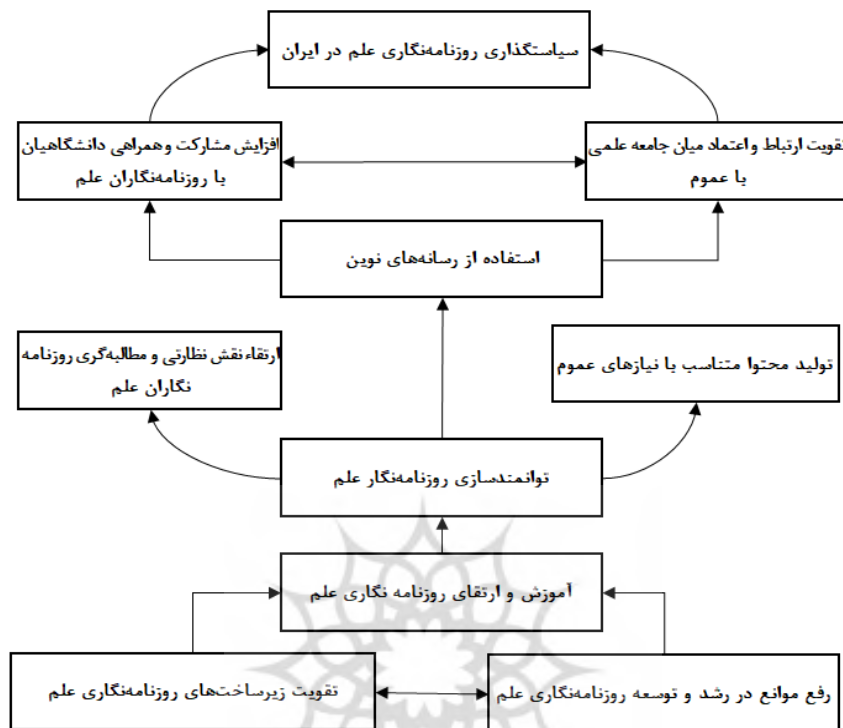 سیاستگذاری روزنامه‌نگاری علم در ایران
تقویت ارتباط و اعتماد میان جامعه علمی
با عموم
افزایش مشارکت و همراهی دانشگاهیان
با روزنامه‌نگاران علم
استفاده از رسانه‌های نوین
تولید محتوا متناسب با نیازهای عموم
ارتقاء نقش نظارتی و مطالبه‌گری روزنامه
نگاران علم
توانمندسازی روزنامه‌نگار علم
آموزش و ارتقای روزنامه نگاری علم
رفع موانع در رشد و توسعه روزنامه‌نگاری علم
تقویت زیرساخت‌های روزنامه‌نگاری علم